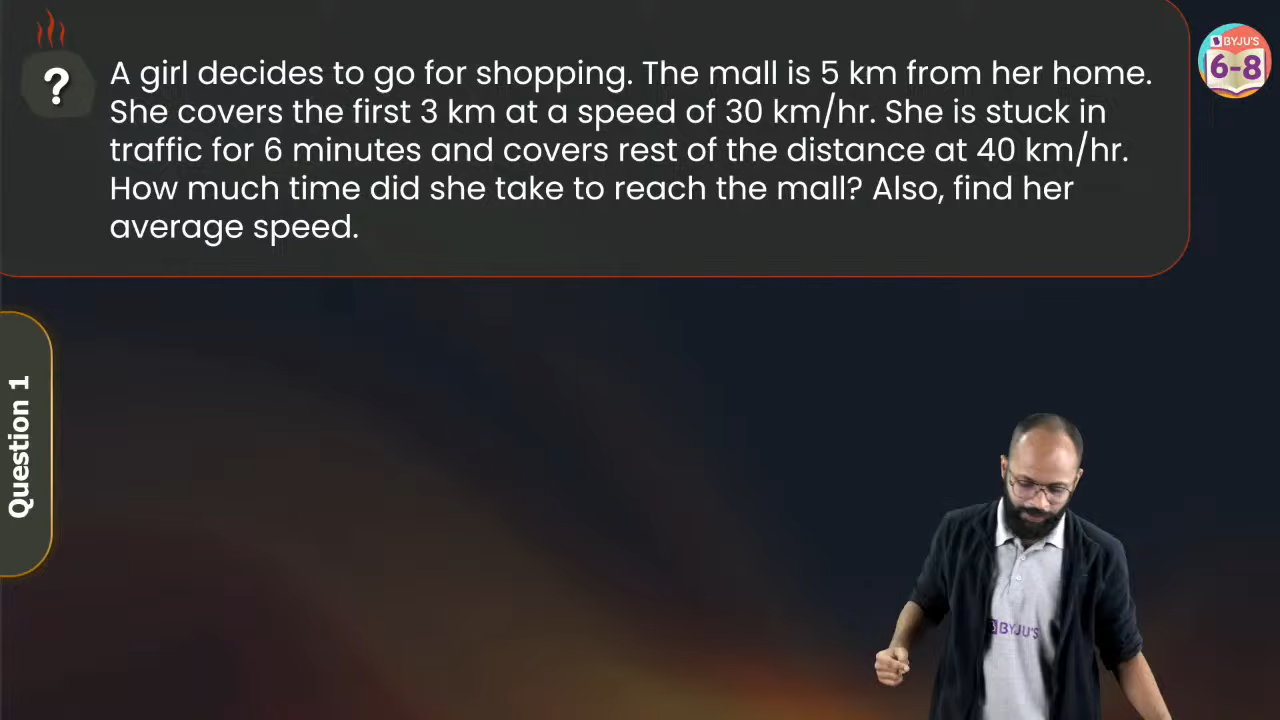 ?
A girl decides to go for shopping. The mall is 5 km from her home.
She covers the first 3 km at a speed of 30 km/hr. She is stuck in
traffic for 6 minutes and covers rest of the distance at 40 km/hr.
How much time did she take to reach the mall? Also, find her
average speed.
BYJU'S
6-8
Question 1
BYJU'S